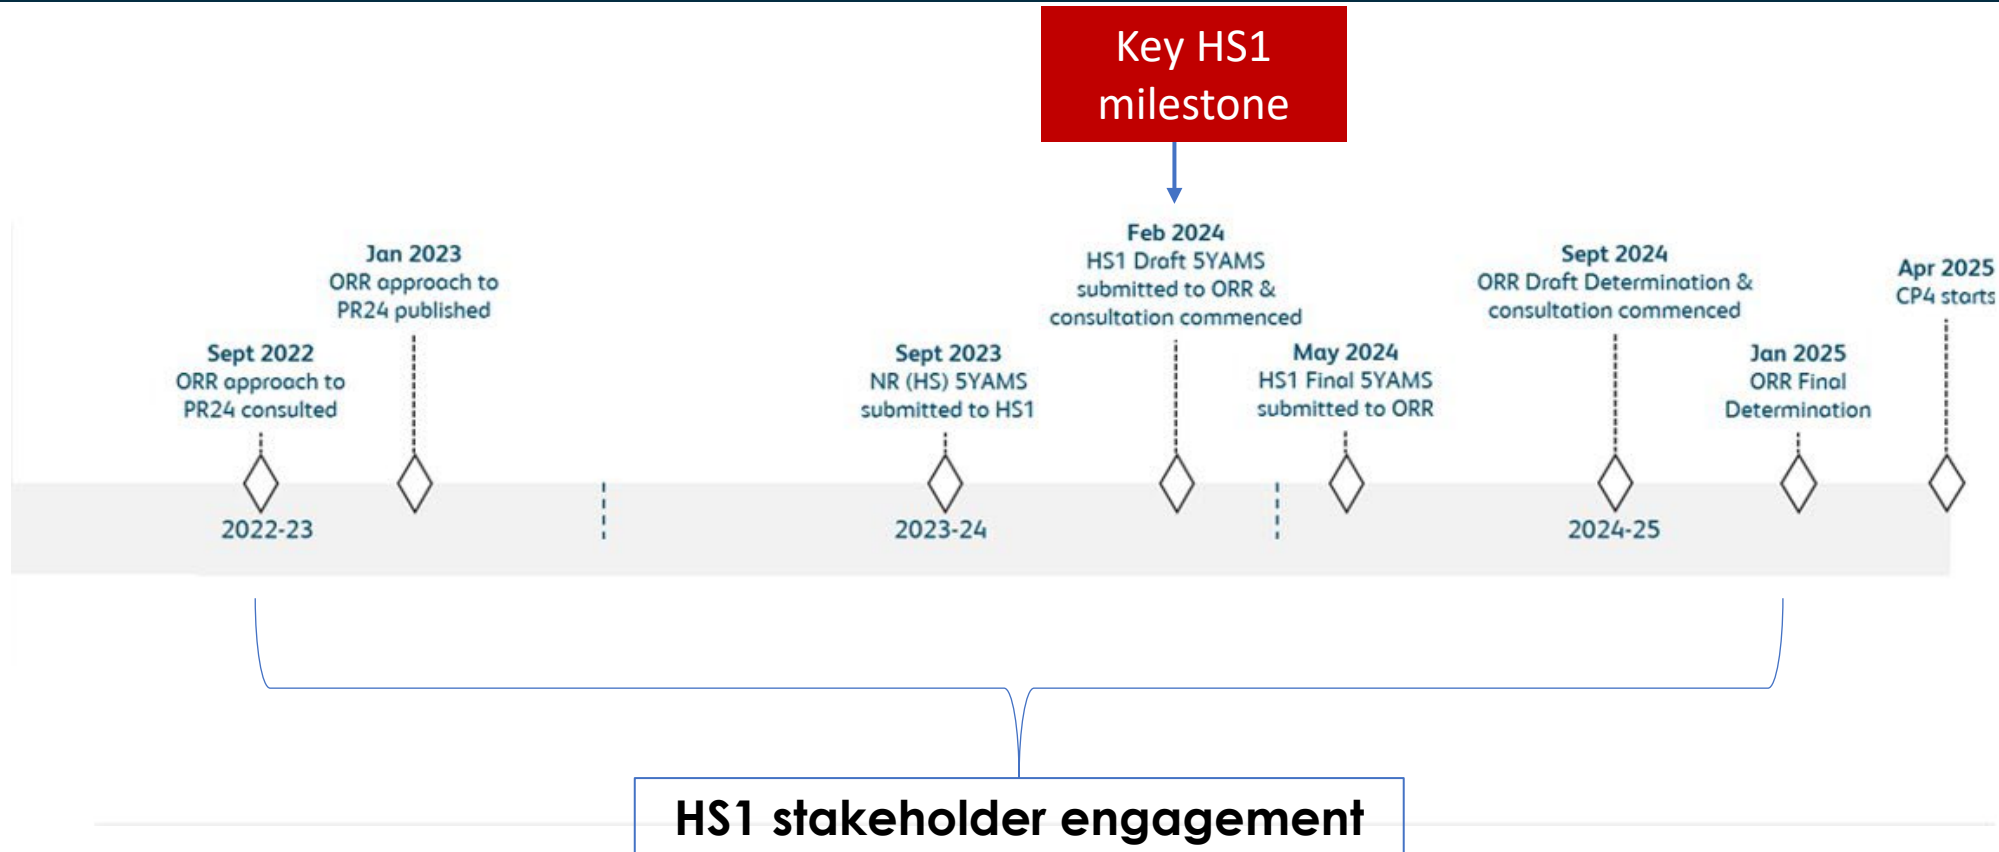 Key HS1
milestone
Jan 2023
ORR approach to
PR24 published
Sept 2022
ORR approach to
PR24 consulted
Sept 2023
NR (HS) 5YAMS
submitted to HS1
Feb 2024
HS1 Draft 5YAMS
submitted to ORR &
consultation commenced
May 2024
HS1 Final 5YAMS
submitted to ORR
Sept 2024
ORR Draft Determination &
consultation commenced
Jan 2025
ORR Final
Determination
Apr 2025
CP4 starts
2022-23
2023-24
2024-25
HS1 stakeholder engagement